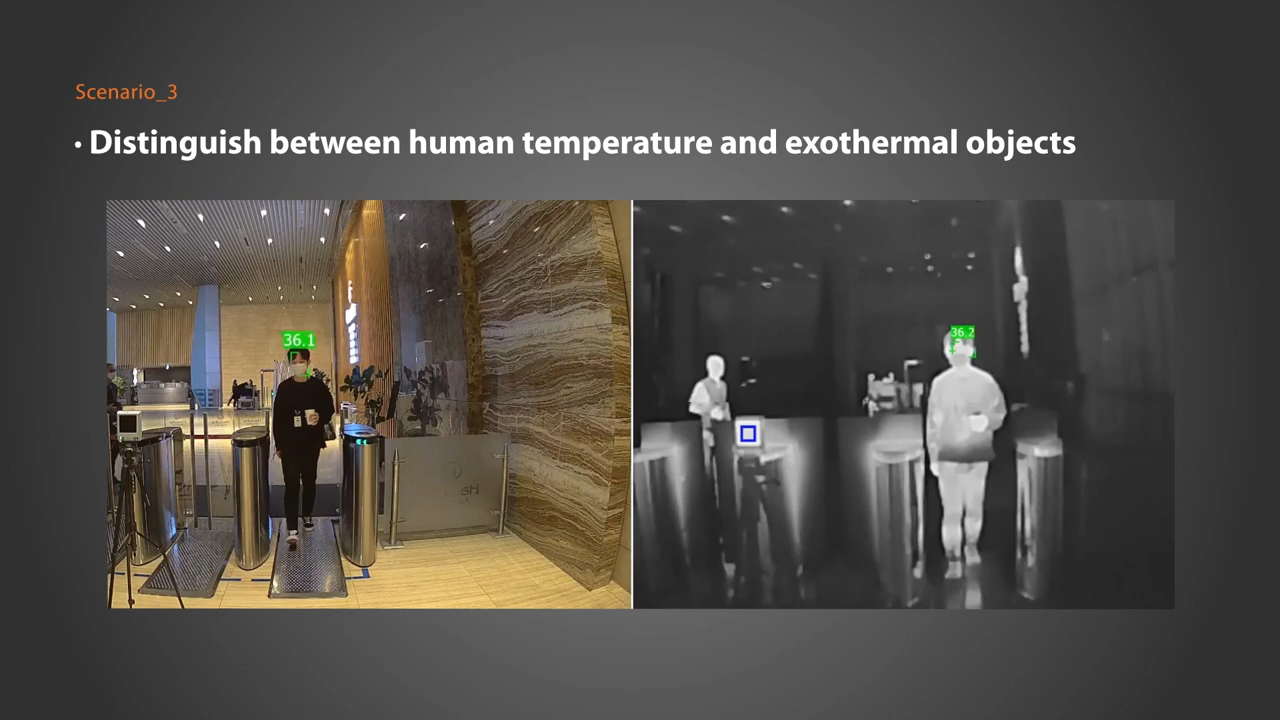 Scenario_3
• Distinguish between human temperature and exothermal objects
36.1
36.2